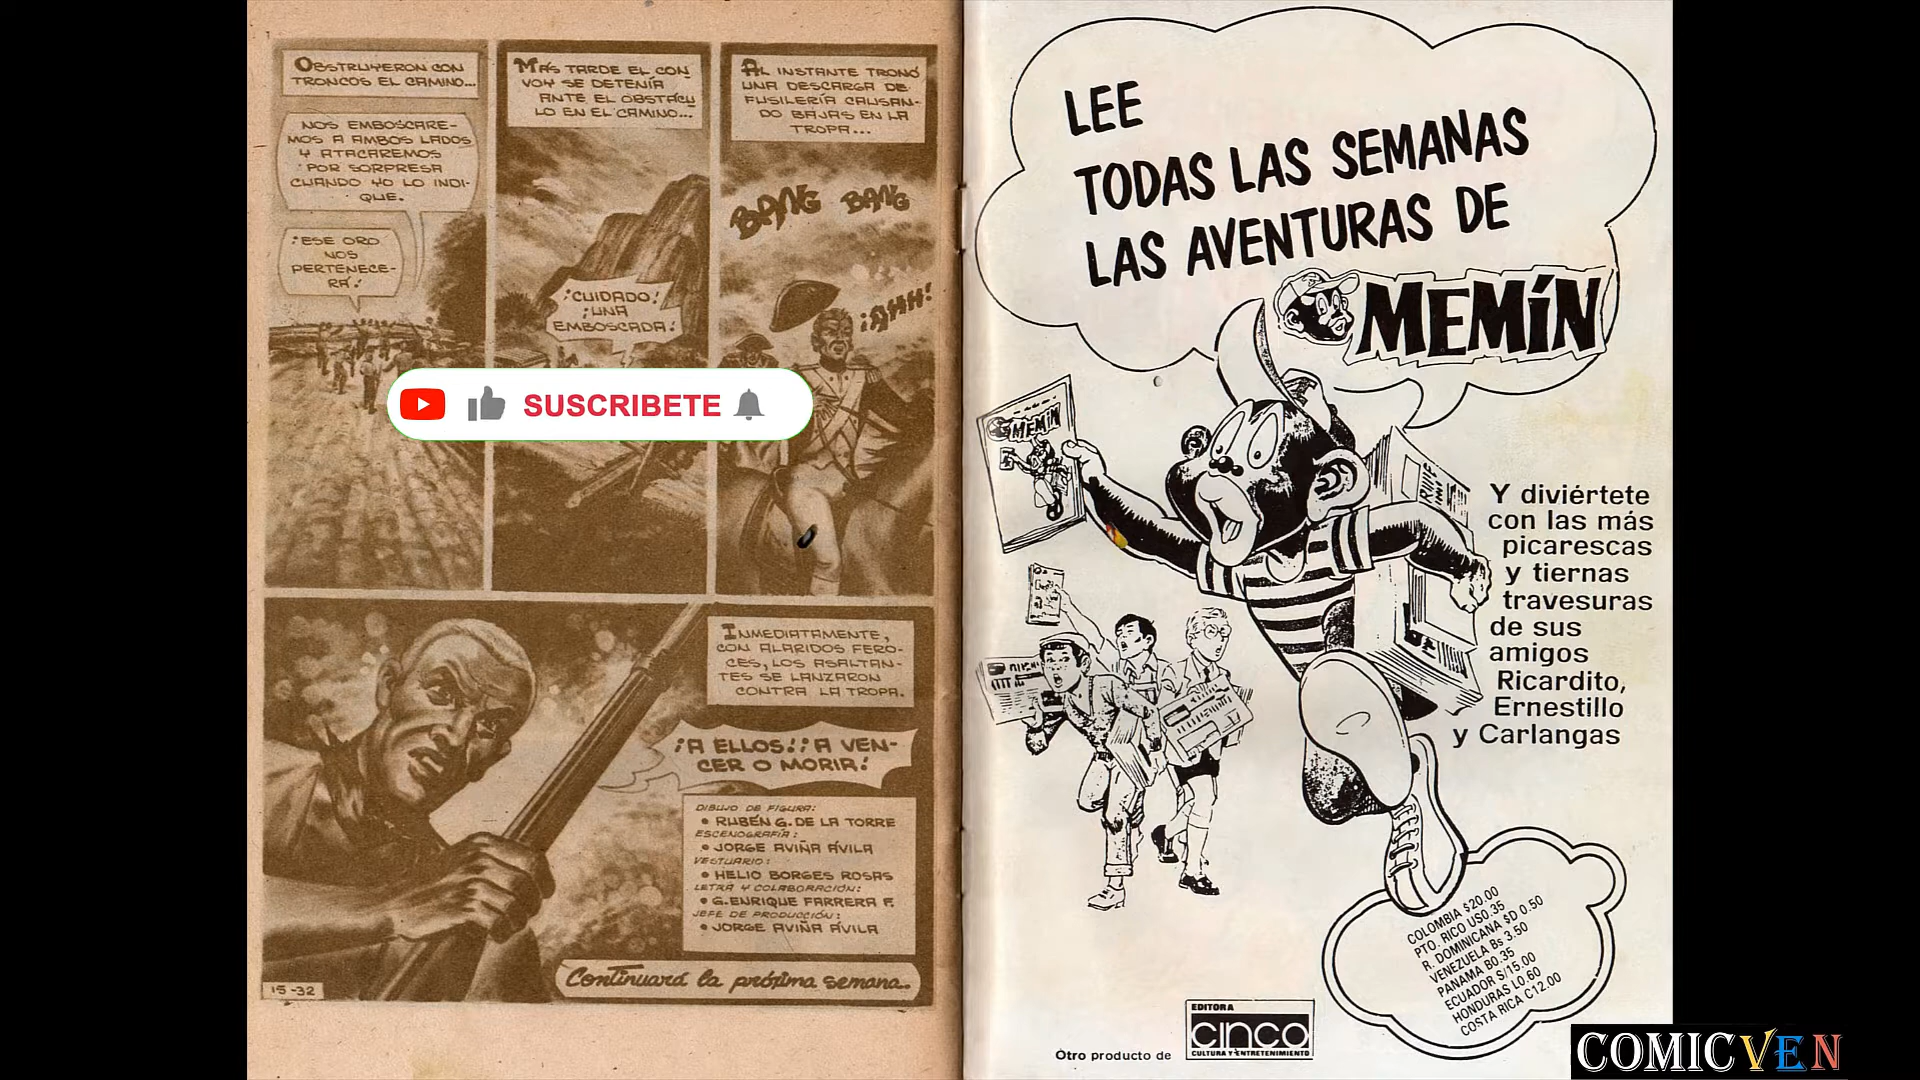 OBSTRUYERON CON
TRONCOS EL CAMINO...
NOS EMBOSCARE-
MOS A AMBOS LADOS
Y ATACAREMOS
POR SORPRESA
CUANDO YO LO INDI-
QUE.
¡ESE ORO
NOS
PERTENECE-
RÁ!
MÁS TARDE EL CON
VOY SE DETENÍA
ANTE EL OBSTÁCU
LO EN EL CAMINO...
¡CUIDADO!
¡UNA
EMBOSCADA!
AL INSTANTE TRONÓ
UNA DESCARGA DE
FUSILERÍA CAUSAN-
DO BAJAS EN LA
TROPA...
BANG BANG
¡AHH!
SUSCRIBETE
INMEDIATAMENTE,
CON ALARIDOS FERO-
CES, LOS ASALTAN-
TES SE LANZARON
CONTRA LA TROPA.
¡A ELLOS! ¡A VEN-
CER O MORIR!
DIBUJO DE FIGURA:
• RUBÉN G. DE LA TORRE
ESCENOGRAFÍA:
• JORGE AVIÑA ÁVILA
VESTUARIO:
• HELIO BORGES ROSAS
LETRA Y COLABORACIÓN:
• G. ENRIQUE FARRERA F.
JEFE DE PRODUCCIÓN:
• JORGE AVIÑA ÁVILA
Continuará la próxima semana.
15-32
LEE
TODAS LAS SEMANAS
LAS AVENTURAS DE
MEMÍN
MEMÍN
Y diviértete
con las más
picarescas
y tiernas
travesuras
de sus
amigos
Ricardito,
Ernestillo
y Carlangas
COLOMBIA $20.00
PTO. RICO US0.35
R. DOMINICANA $D 0.50
VENEZUELA Bs 3.50
PANAMA B0.35
ECUADOR S/15.00
HONDURAS L0.60
COSTA RICA C12.00
Otro producto de
EDITORA
cinco
CULTURA Y ENTRETENIMIENTO
COMICVEN